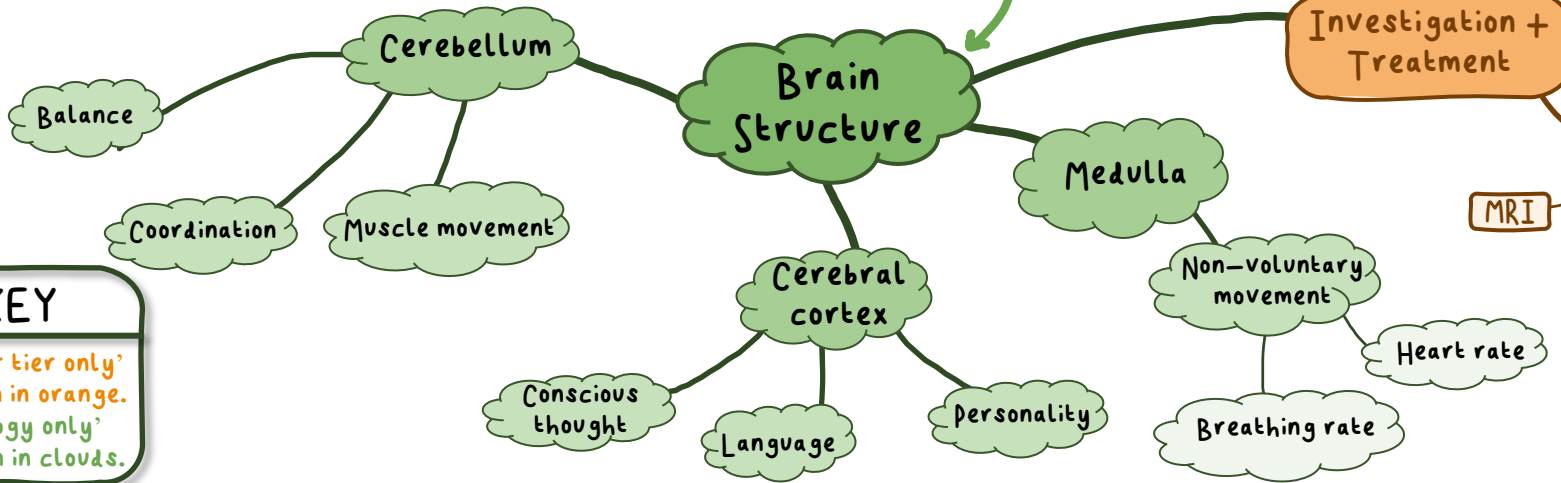 Cerebellum
Balance
Coordination
Muscle movement
Brain
Structure
Investigation +
Treatment
Medulla
MRI
Non-voluntary
movement
Heart rate
Breathing rate
Cerebral
cortex
Conscious
thought
Language
Personality
tier only'
in orange.
only'
in clouds.